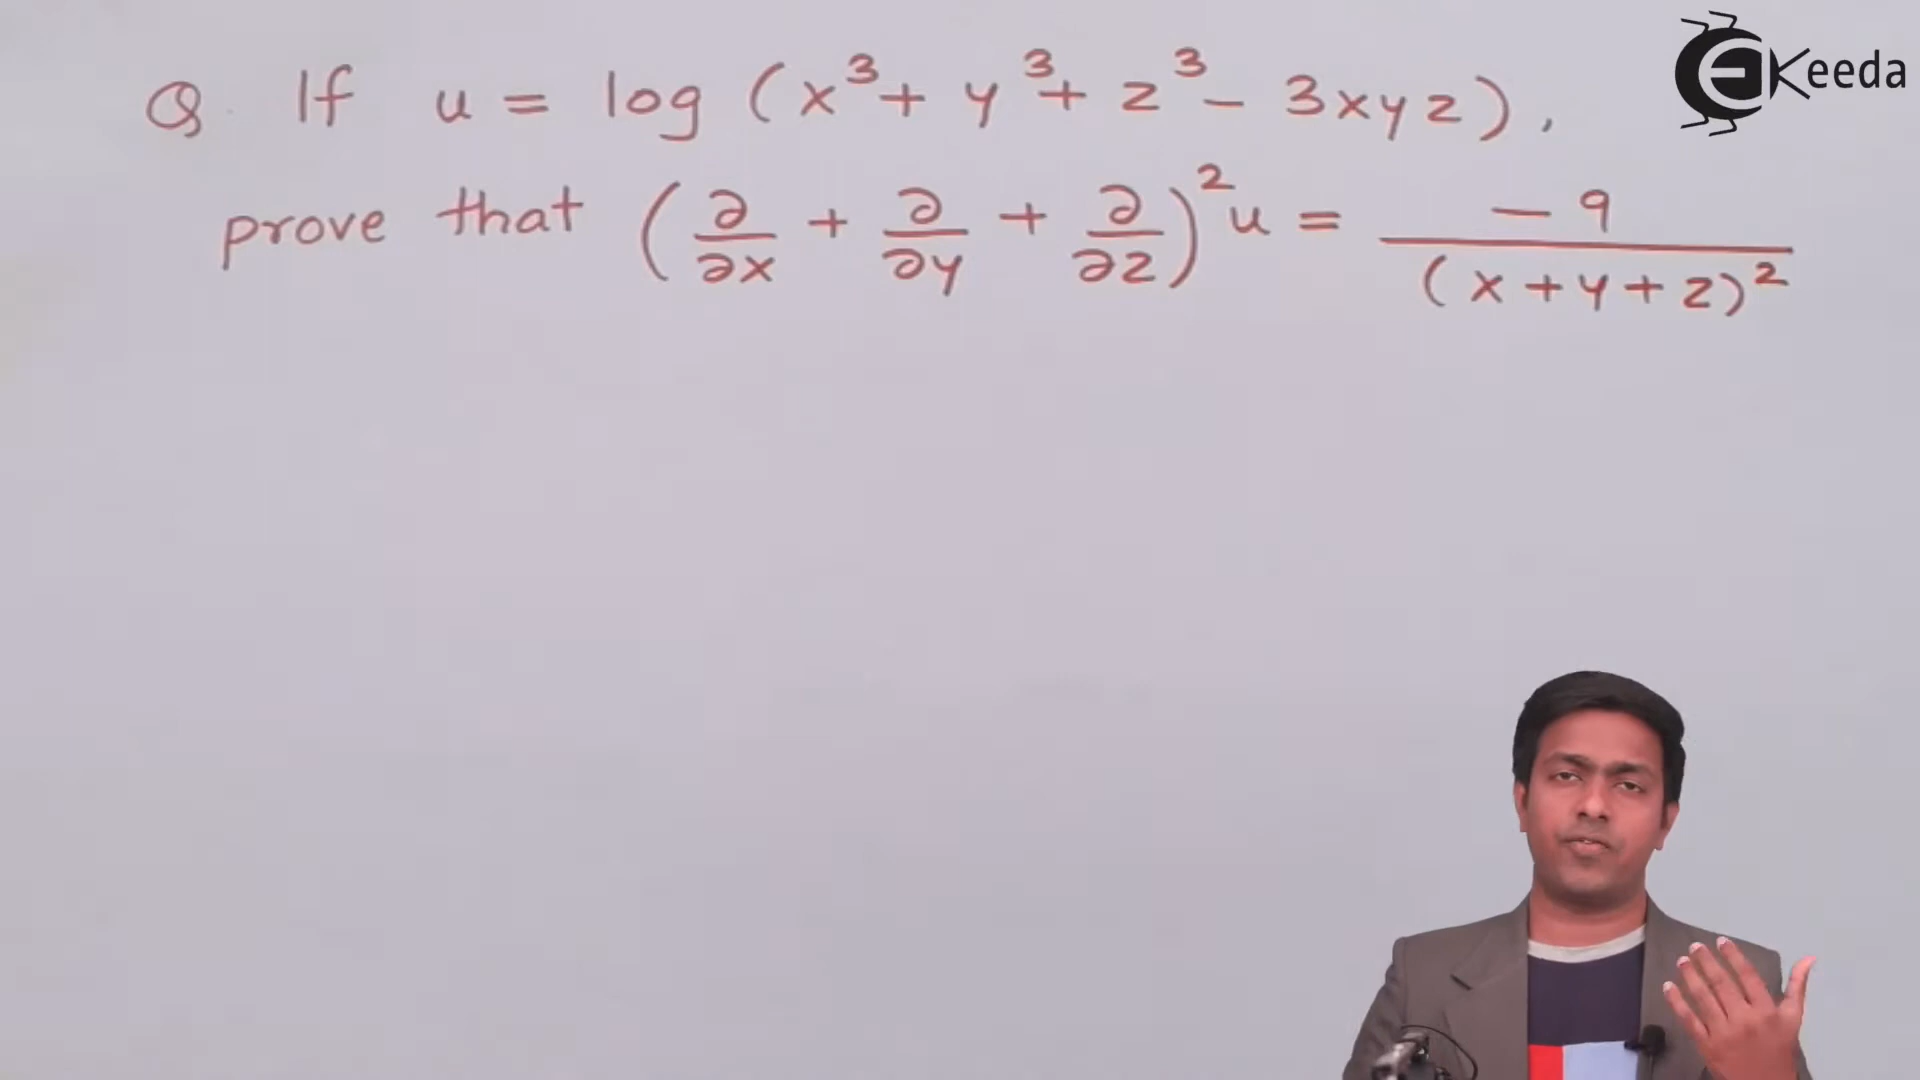 Keeda
Q. If u = log (x³ + y³ + z³ - 3xyz),
prove that (∂/∂x + ∂/∂y + ∂/∂z)² u = -9/(x+y+z)²